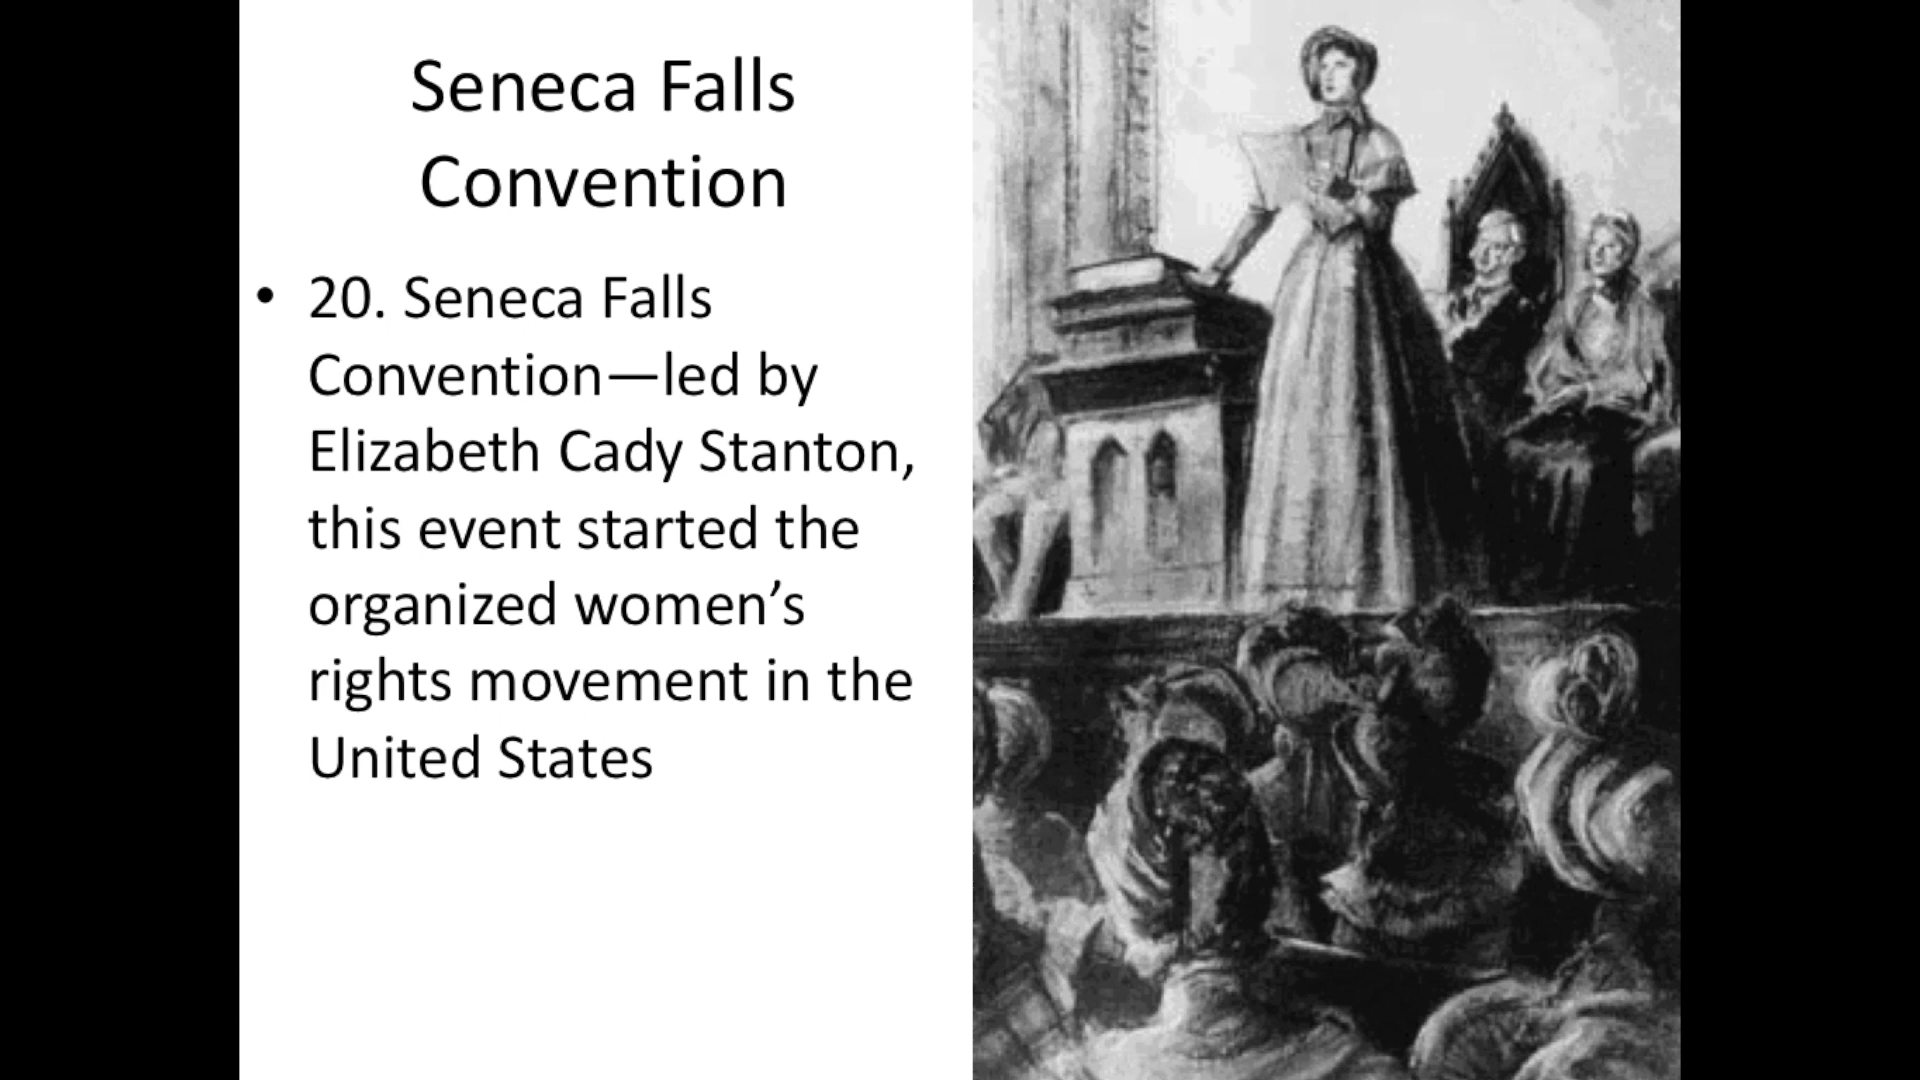 Seneca Falls
Convention
• 20. Seneca Falls
Convention—led by
Elizabeth Cady Stanton,
this event started the
organized women’s
rights movement in the
United States